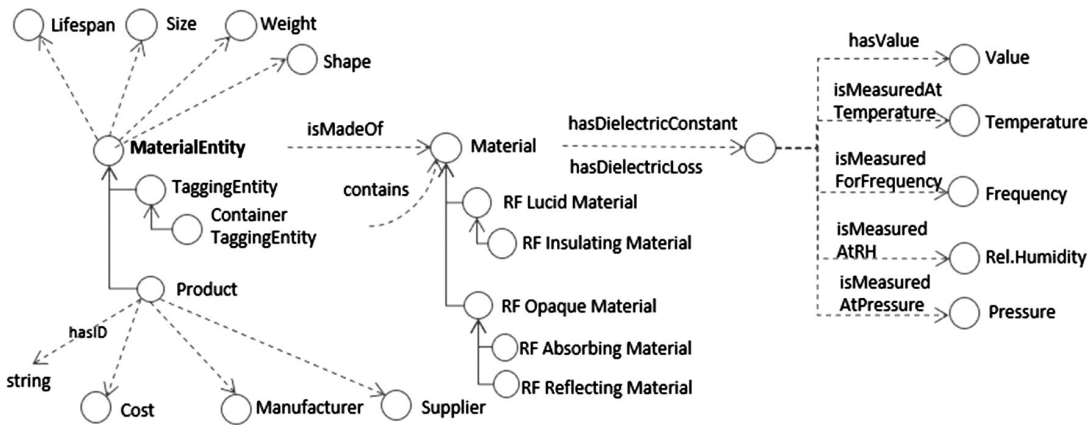 Lifespan
Size
Weight
Shape
MaterialEntity
TaggingEntity
Container
TaggingEntity
Product
hasID
string
Cost
Manufacturer
Supplier
isMadeOf
contains
Material
RF Lucid Material
RF Insulating Material
RF Opaque Material
RF Absorbing Material
RF Reflecting Material
hasDielectricConstant
hasDielectricLoss
hasValue
Value
isMeasuredAt
Temperature
Temperature
isMeasured
ForFrequency
Frequency
isMeasured
AtRH
Rel.Humidity
isMeasured
AtPressure
Pressure